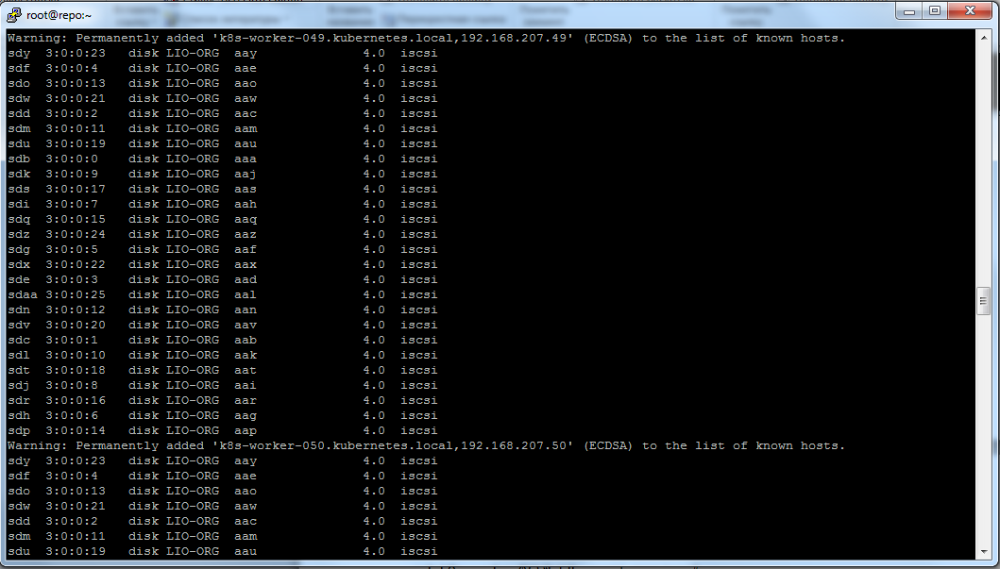 root@repo:~
Warning: Permanently added 'k8s-worker-049.kubernetes.local,192.168.207.49' (ECDSA) to the list of known hosts.
sdy  3:0:0:23   disk LIO-ORG  aay              4.0  iscsi
sdf  3:0:0:4    disk LIO-ORG  aae              4.0  iscsi
sdo  3:0:0:13   disk LIO-ORG  aao              4.0  iscsi
sdw  3:0:0:21   disk LIO-ORG  aaw              4.0  iscsi
sdd  3:0:0:2    disk LIO-ORG  aac              4.0  iscsi
sdm  3:0:0:11   disk LIO-ORG  aam              4.0  iscsi
sdu  3:0:0:19   disk LIO-ORG  aau              4.0  iscsi
sdb  3:0:0:0    disk LIO-ORG  aaa              4.0  iscsi
sdk  3:0:0:9    disk LIO-ORG  aaj              4.0  iscsi
sds  3:0:0:17   disk LIO-ORG  aas              4.0  iscsi
sdi  3:0:0:7    disk LIO-ORG  aah              4.0  iscsi
sdq  3:0:0:15   disk LIO-ORG  aaq              4.0  iscsi
sdz  3:0:0:24   disk LIO-ORG  aaz              4.0  iscsi
sdg  3:0:0:5    disk LIO-ORG  aaf              4.0  iscsi
sdx  3:0:0:22   disk LIO-ORG  aax              4.0  iscsi
sde  3:0:0:3    disk LIO-ORG  aad              4.0  iscsi
sdaa 3:0:0:25   disk LIO-ORG  aal              4.0  iscsi
sdn  3:0:0:12   disk LIO-ORG  aan              4.0  iscsi
sdv  3:0:0:20   disk LIO-ORG  aav              4.0  iscsi
sdc  3:0:0:1    disk LIO-ORG  aab              4.0  iscsi
sdl  3:0:0:10   disk LIO-ORG  aak              4.0  iscsi
sdt  3:0:0:18   disk LIO-ORG  aat              4.0  iscsi
sdj  3:0:0:8    disk LIO-ORG  aai              4.0  iscsi
sdr  3:0:0:16   disk LIO-ORG  aar              4.0  iscsi
sdh  3:0:0:6    disk LIO-ORG  aag              4.0  iscsi
sdp  3:0:0:14   disk LIO-ORG  aap              4.0  iscsi
Warning: Permanently added 'k8s-worker-050.kubernetes.local,192.168.207.50' (ECDSA) to the list of known hosts.
sdy  3:0:0:23   disk LIO-ORG  aay              4.0  iscsi
sdf  3:0:0:4    disk LIO-ORG  aae              4.0  iscsi
sdo  3:0:0:13   disk LIO-ORG  aao              4.0  iscsi
sdw  3:0:0:21   disk LIO-ORG  aaw              4.0  iscsi
sdd  3:0:0:2    disk LIO-ORG  aac              4.0  iscsi
sdm  3:0:0:11   disk LIO-ORG  aam              4.0  iscsi
sdu  3:0:0:19   disk LIO-ORG  aau              4.0  iscsi